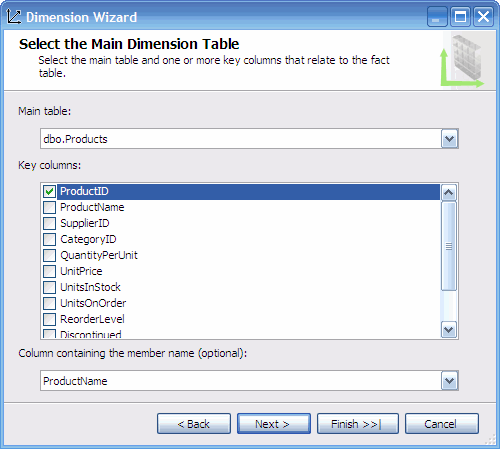 Dimension Wizard
Select the Main Dimension Table
Select the main table and one or more key columns that relate to the fact
table.
Main table:
dbo.Products
Key columns:
ProductID
ProductName
SupplierID
CategoryID
QuantityPerUnit
UnitPrice
UnitsInStock
UnitsOnOrder
ReorderLevel
Discontinued
Column containing the member name (optional):
ProductName
< Back Next > Finish >>| Cancel